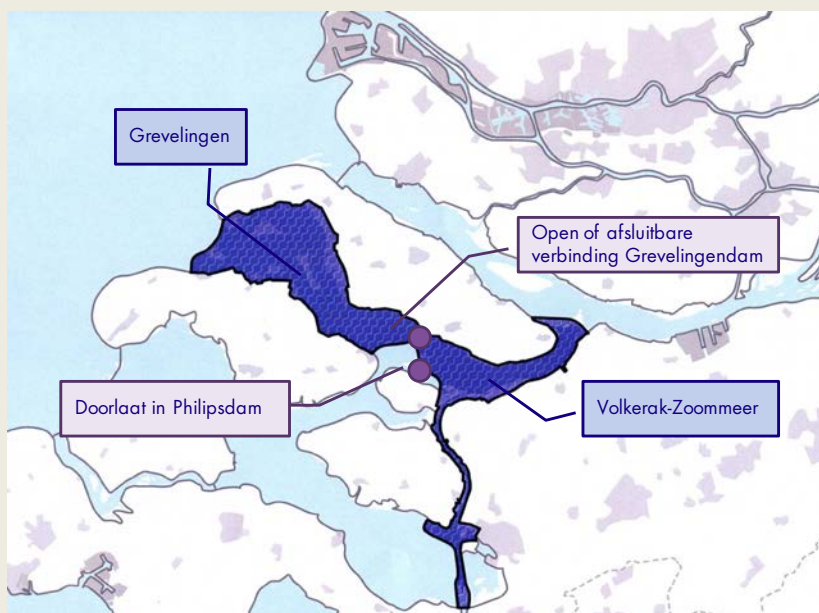 Grevelingen
Open of afsluitbare
verbinding Grevelingendam
Doorlaat in Philipsdam
Volkerak-Zoommeer